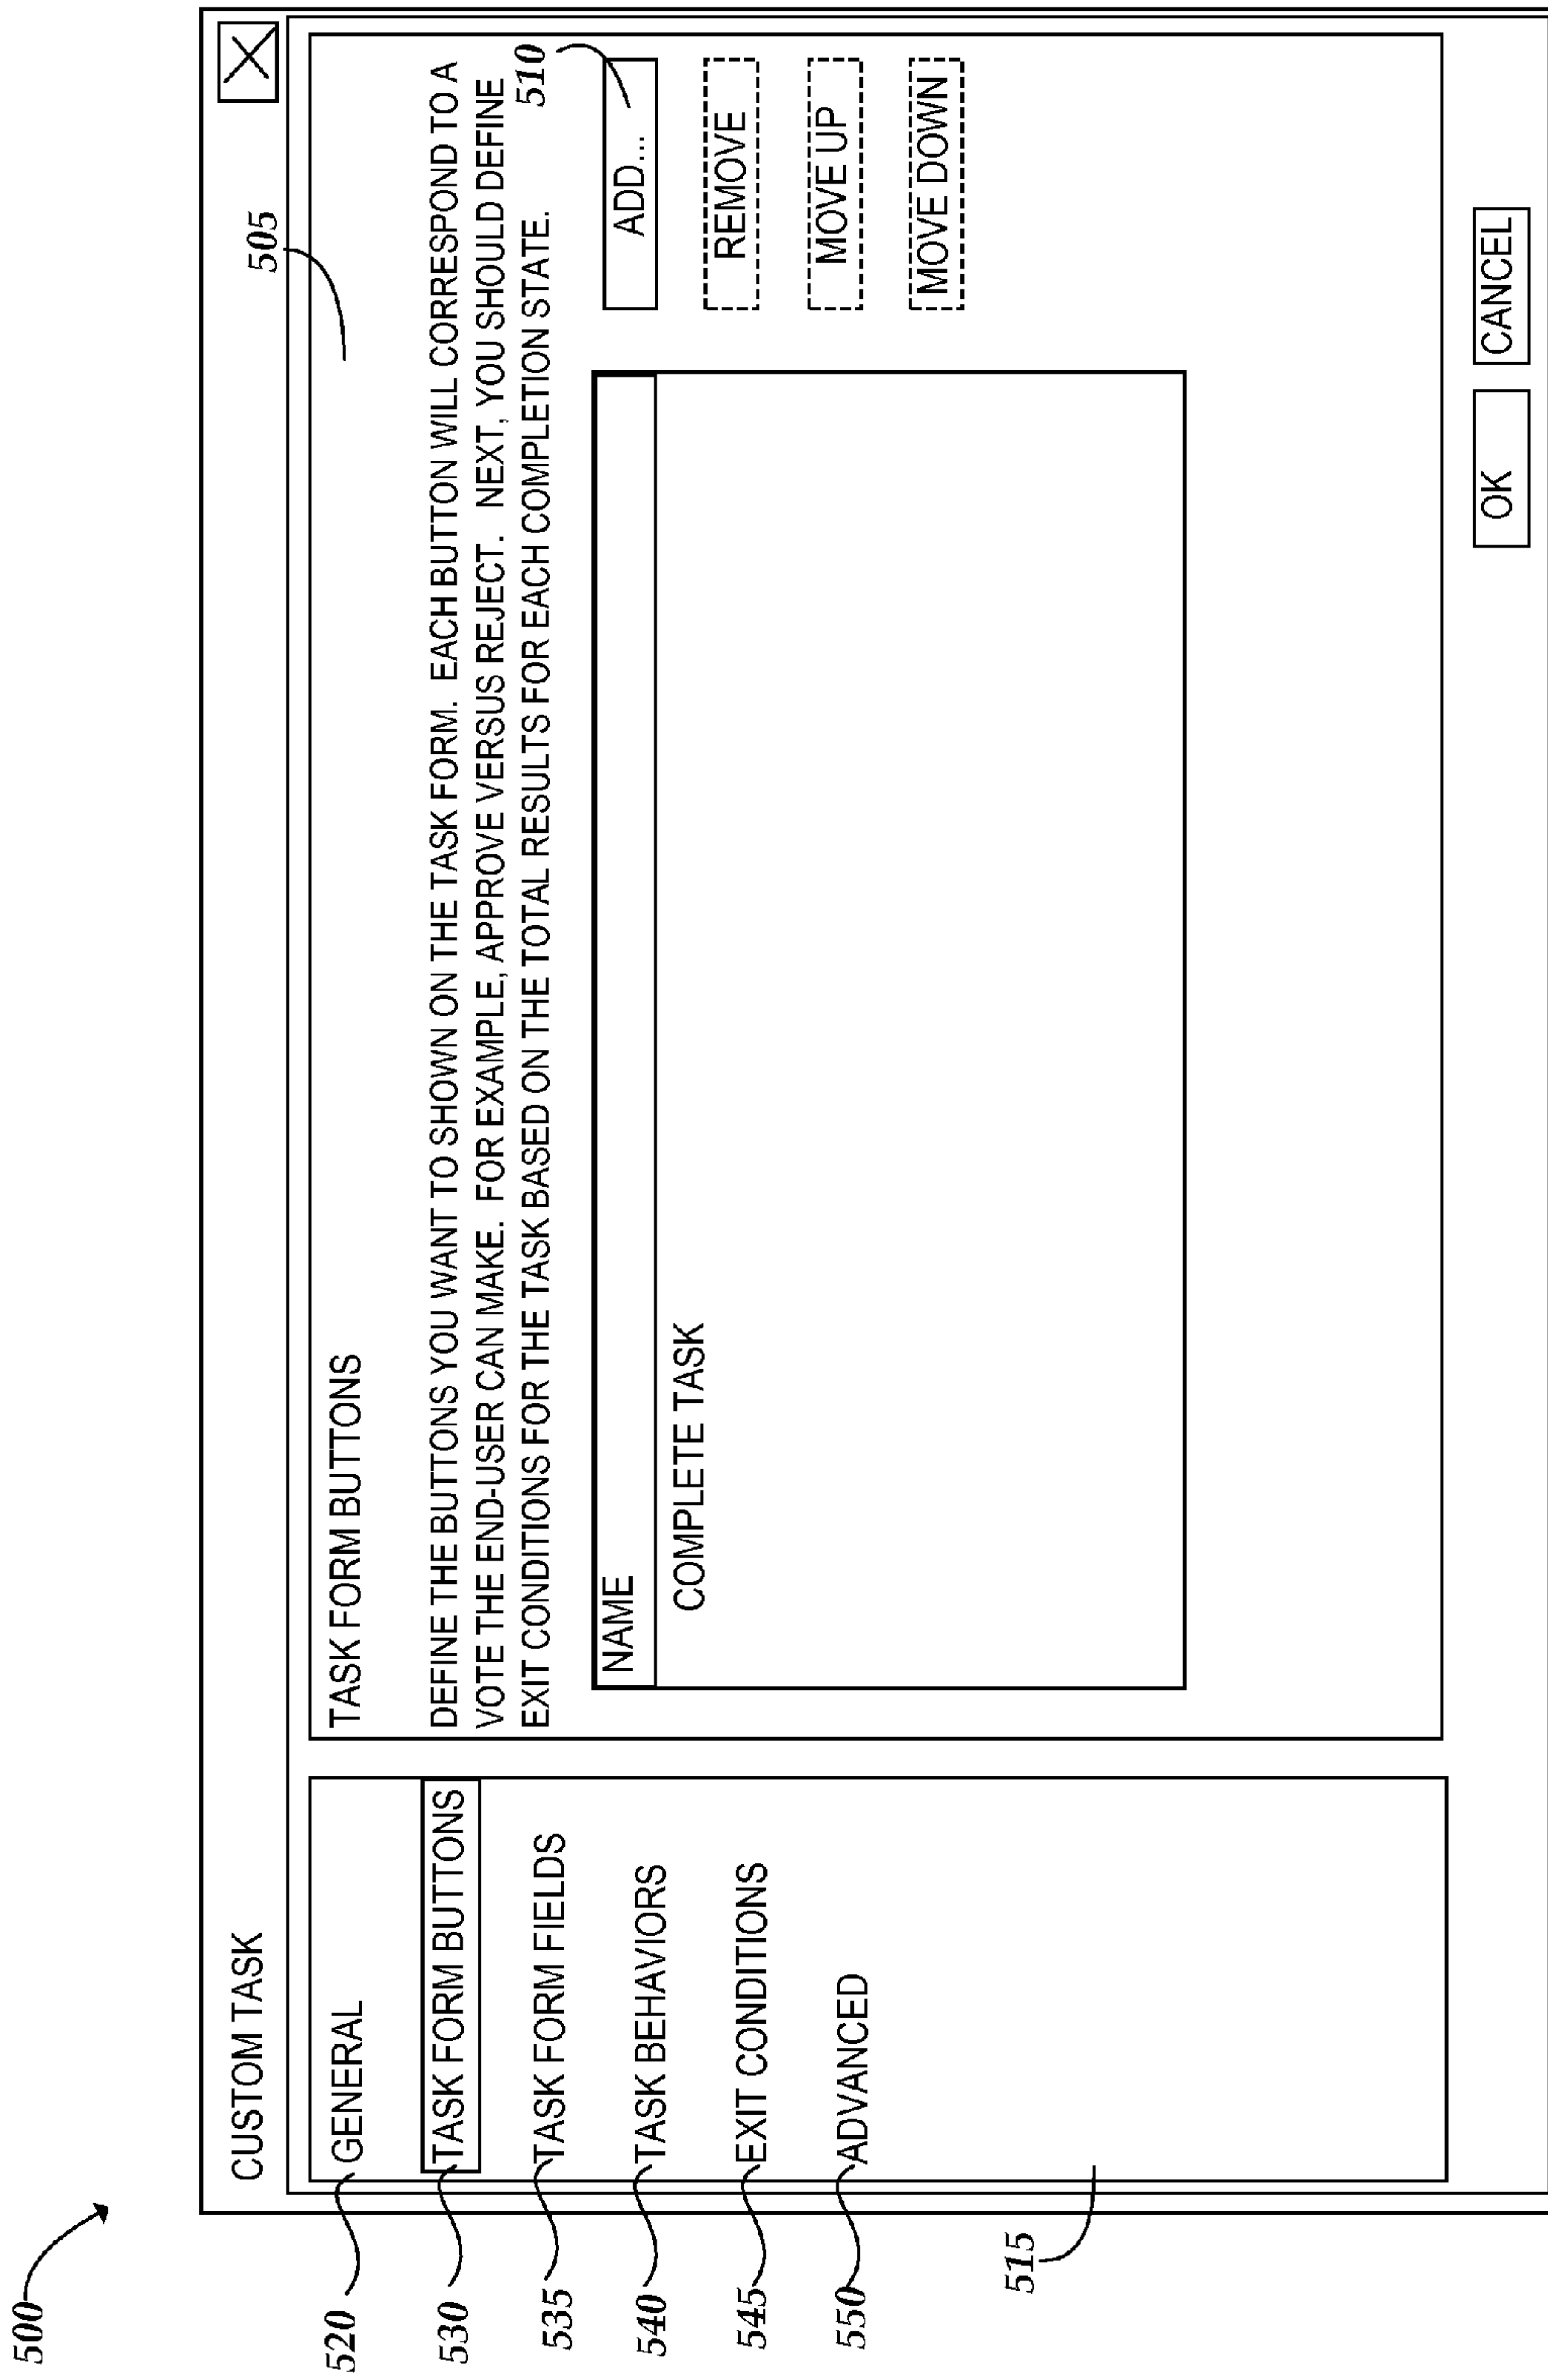 500
CUSTOM TASK
505
520
GENERAL
530
TASK FORM BUTTONS
535
TASK FORM FIELDS
540
TASK BEHAVIORS
545
EXIT CONDITIONS
550
ADVANCED
515
TASK FORM BUTTONS
DEFINE THE BUTTONS YOU WANT TO SHOWN ON THE TASK FORM. EACH BUTTON WILL CORRESPOND TO A
VOTE THE END-USER CAN MAKE. FOR EXAMPLE, APPROVE VERSUS REJECT. NEXT, YOU SHOULD DEFINE
EXIT CONDITIONS FOR THE TASK BASED ON THE TOTAL RESULTS FOR EACH COMPLETION STATE.
510
NAME
COMPLETE TASK
ADD...
REMOVE
MOVE UP
MOVE DOWN
OK
CANCEL